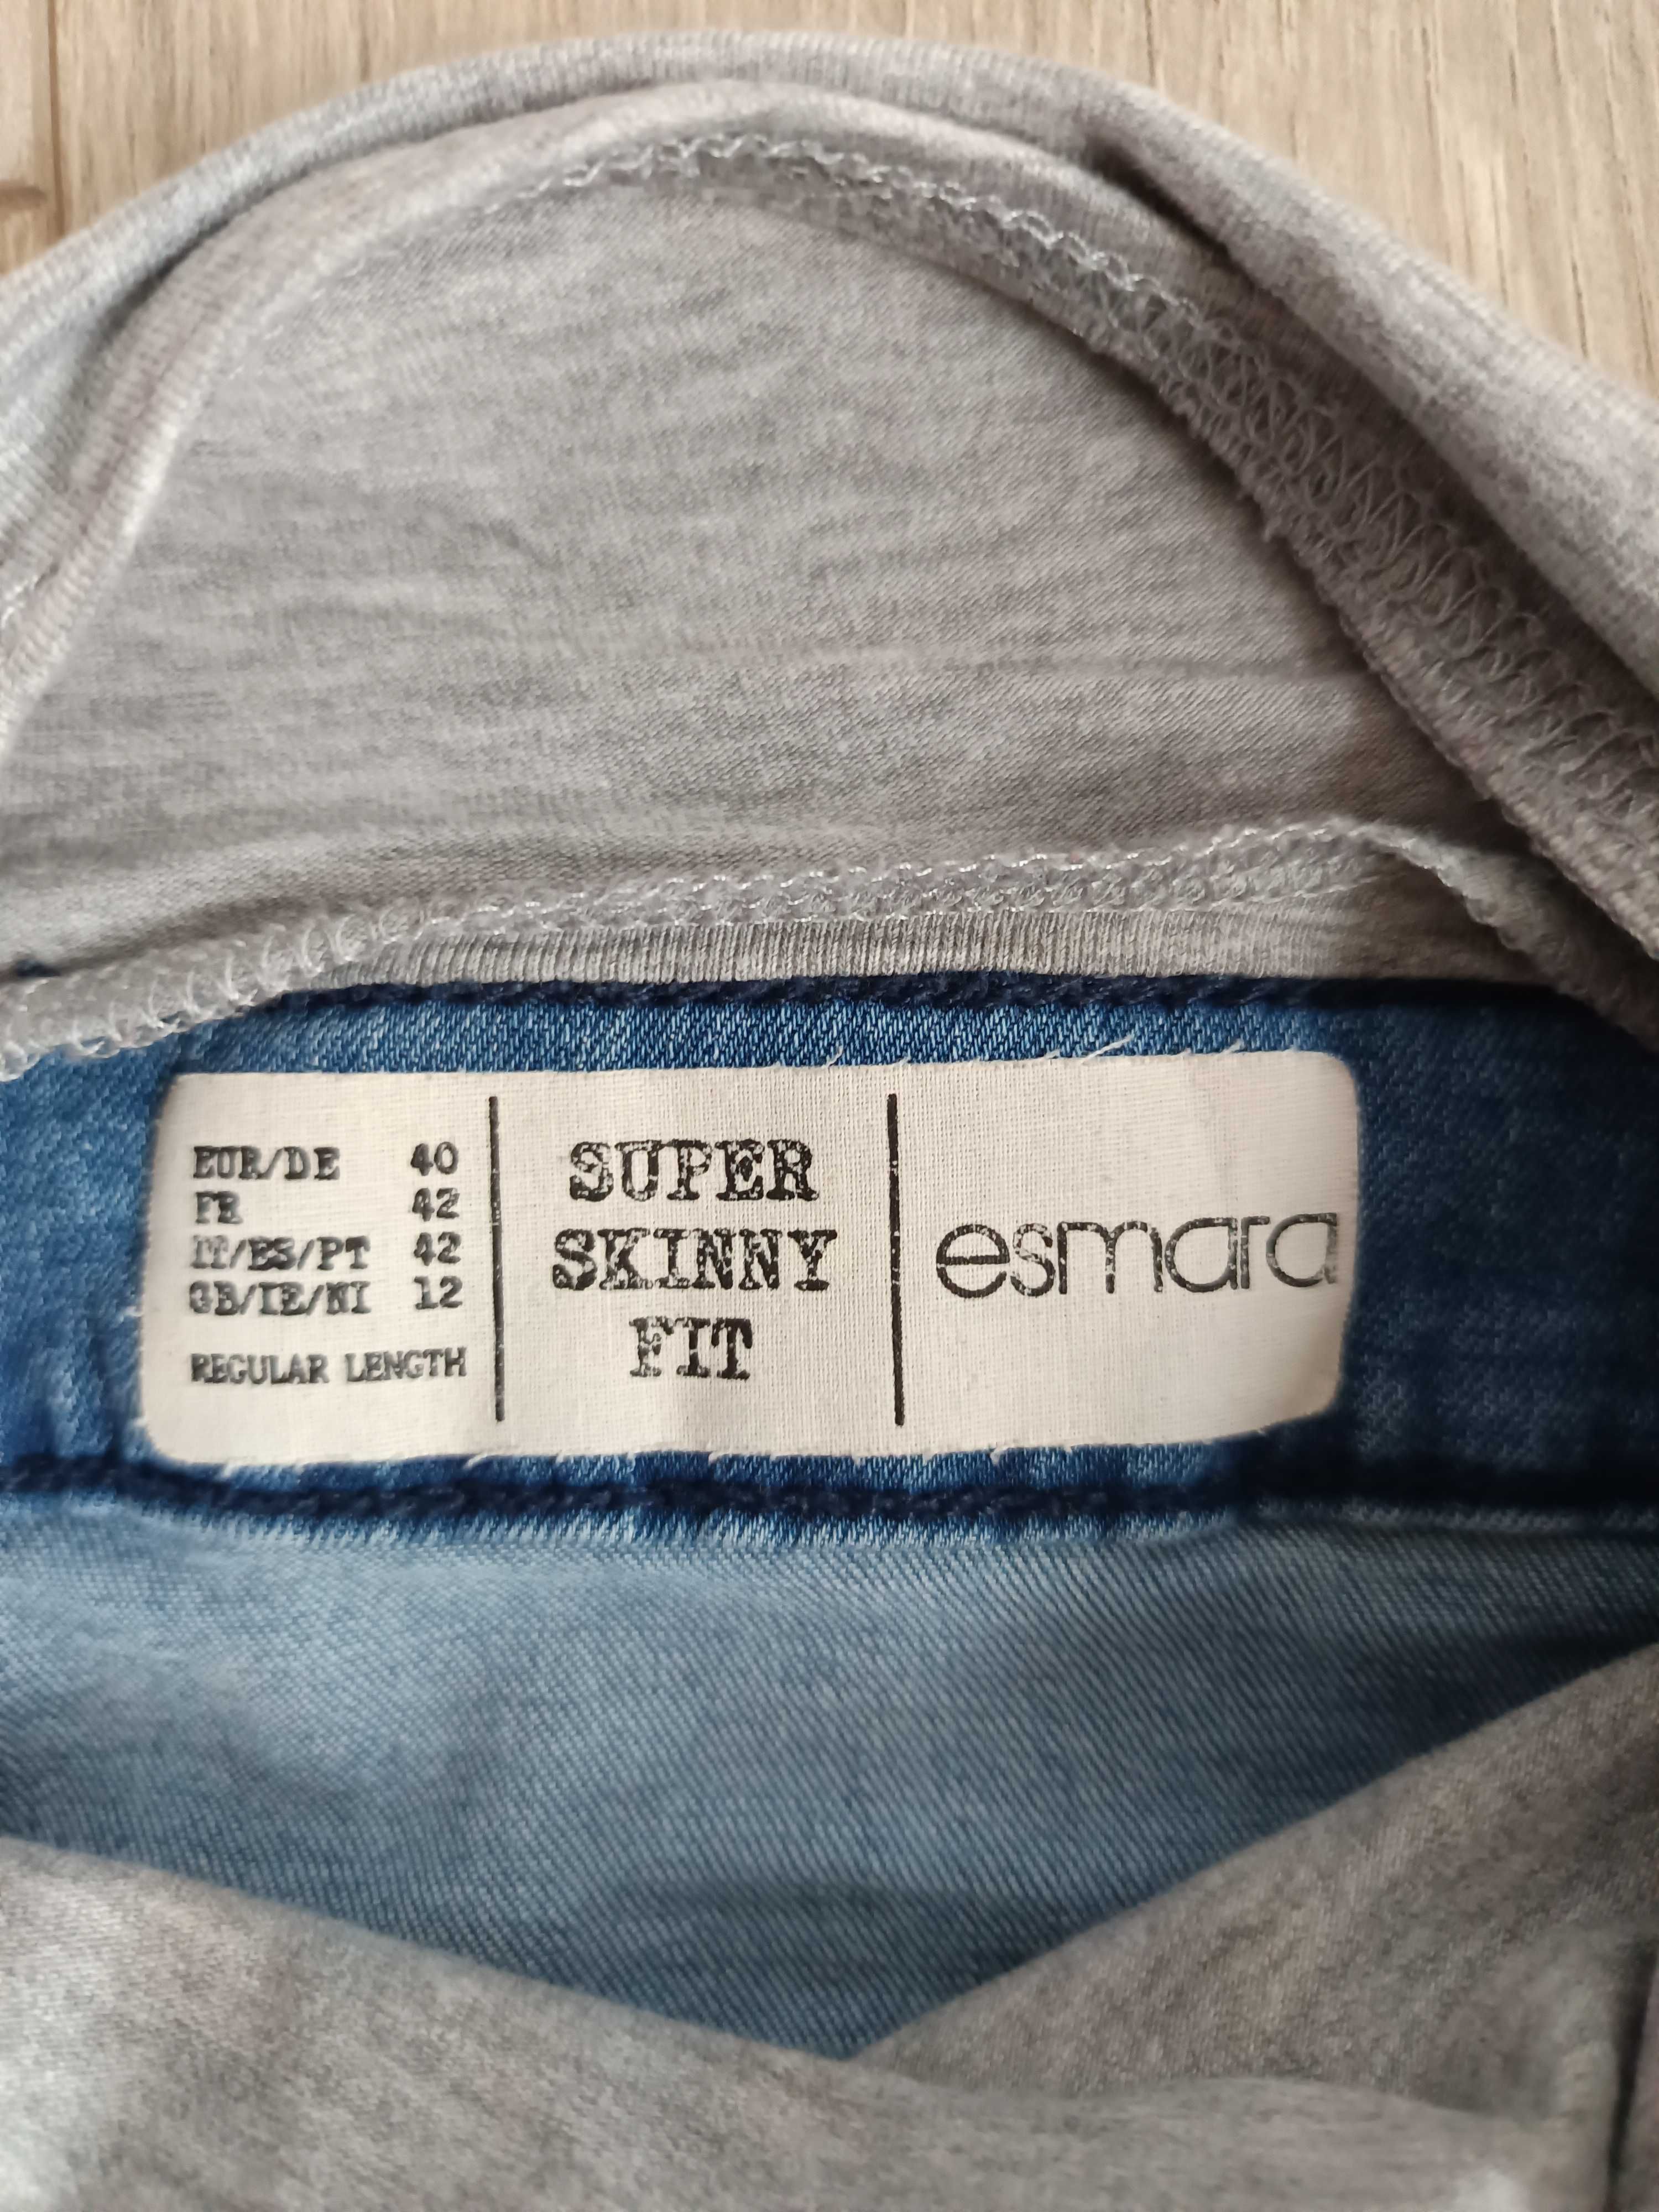 EUR/DE 40
FR 42
IT/ES/PT 42
GB/IE/NI 12
REGULAR LENGTH
SUPER
SKINNY
FIT
esmara